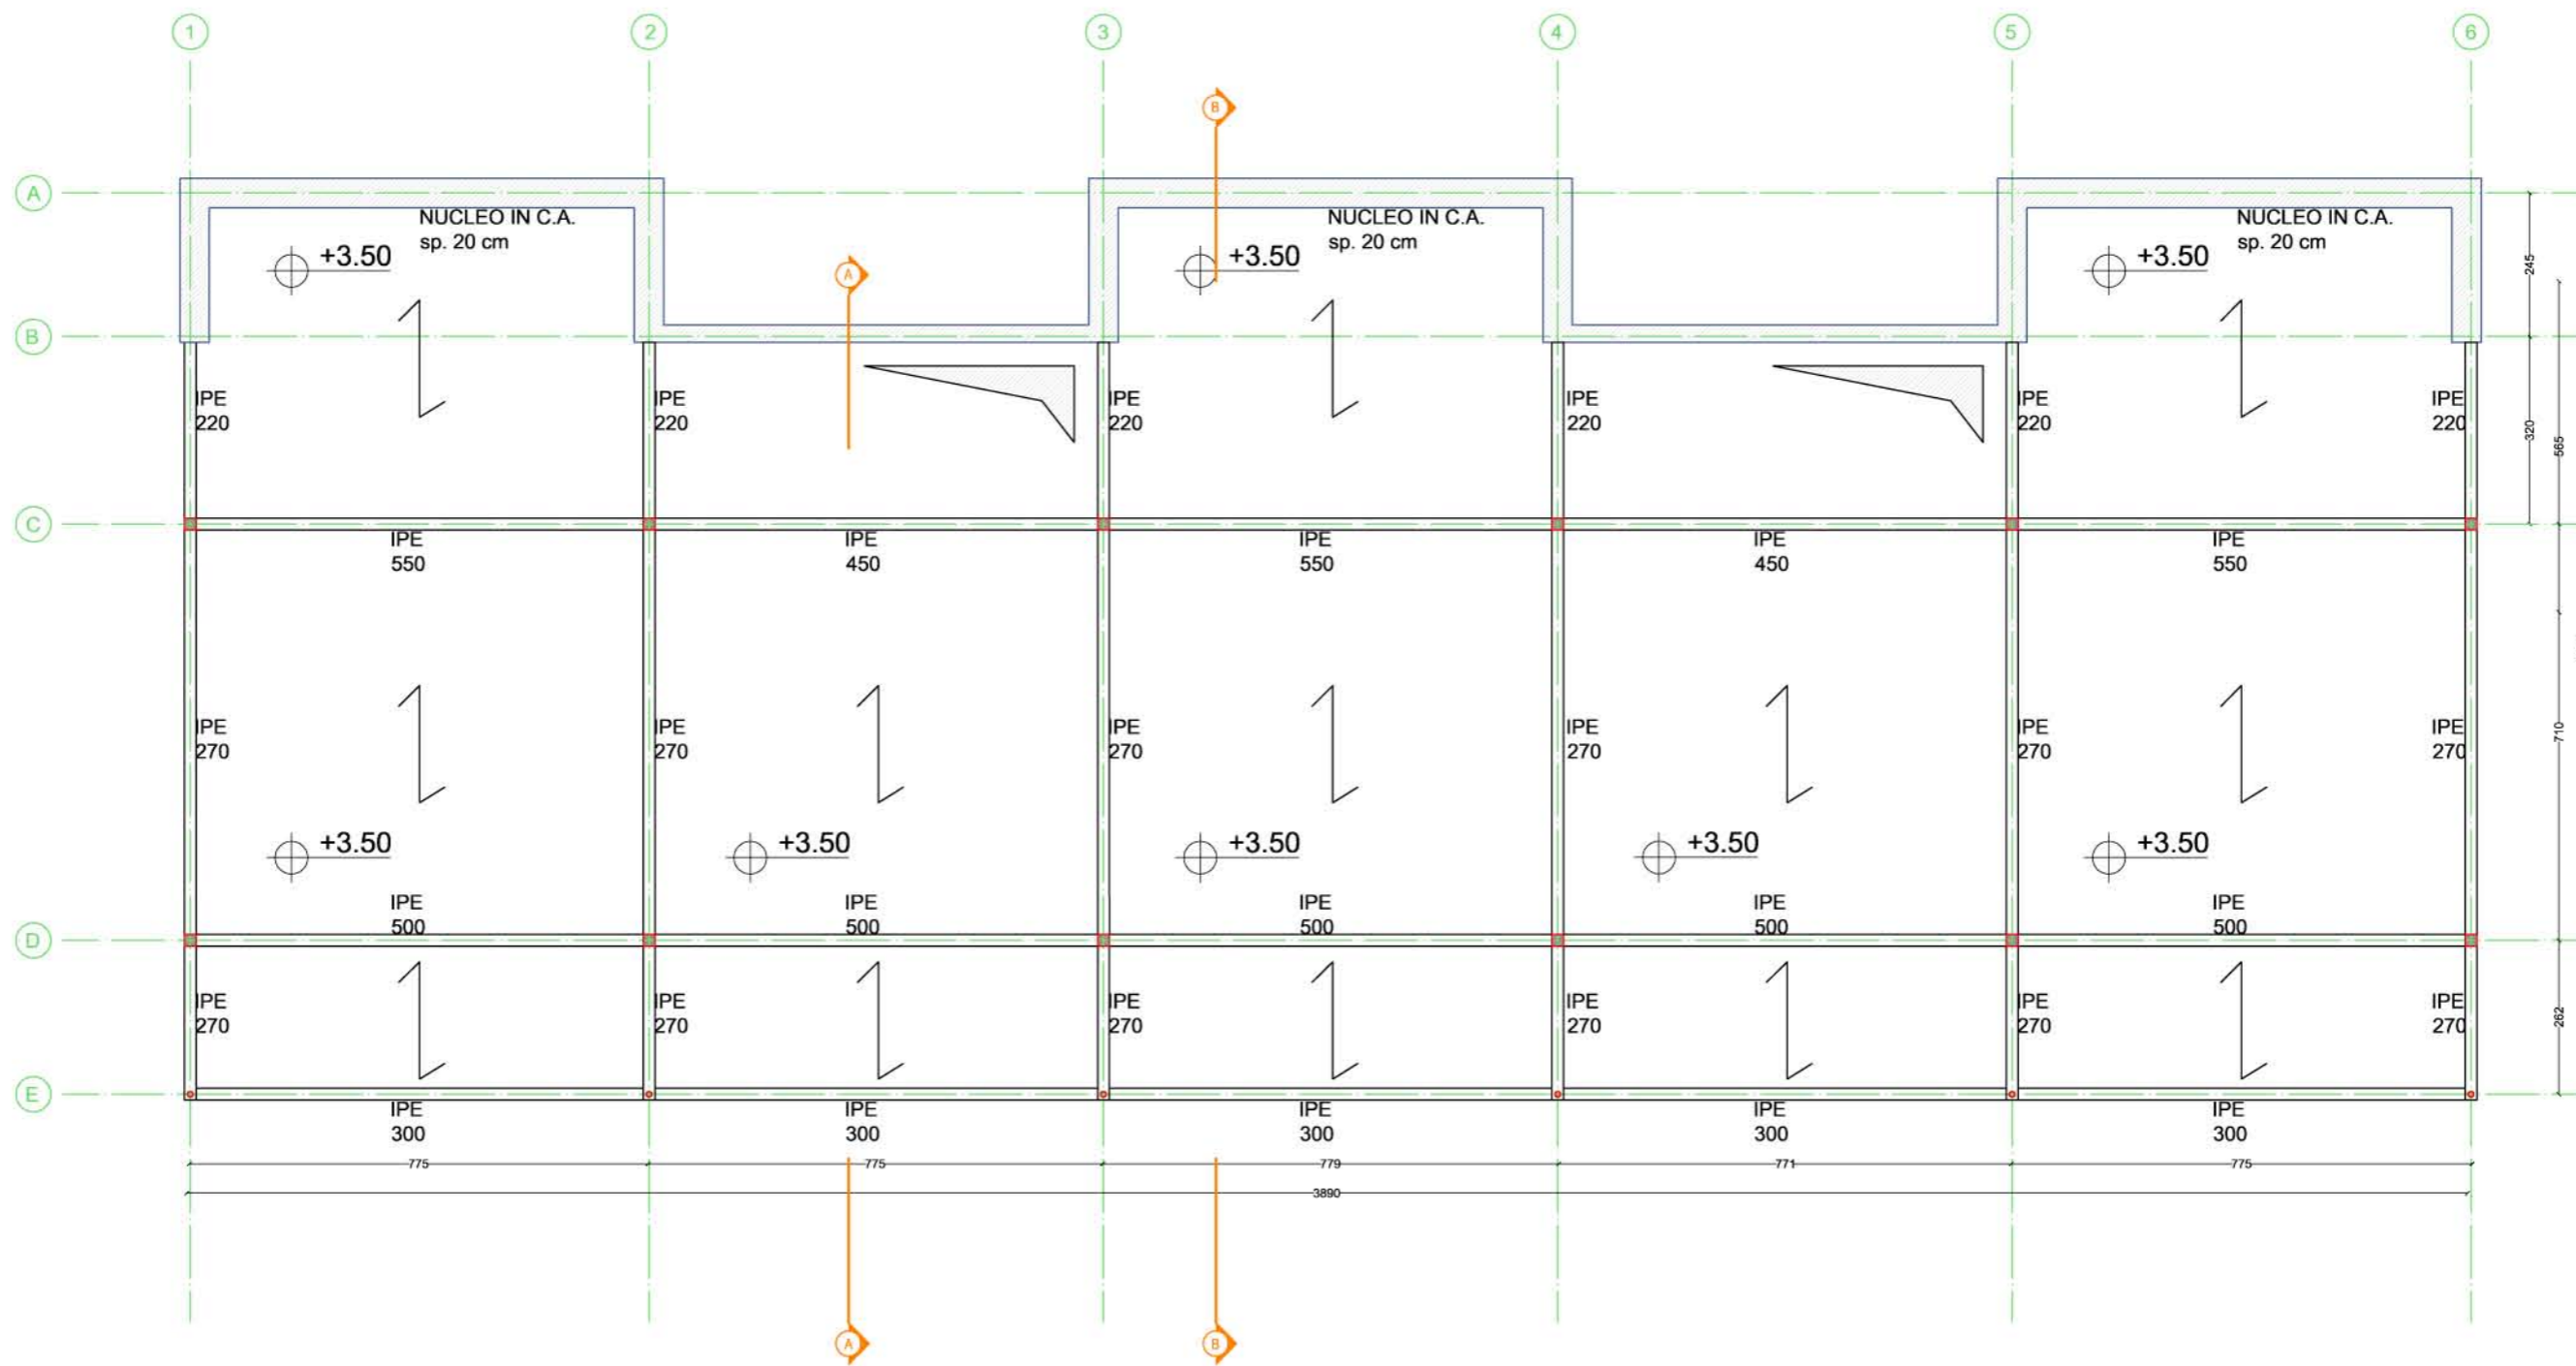 1 2 3 4 5 6
B
A
NUCLEO IN C.A. NUCLEO IN C.A. NUCLEO IN C.A.
sp. 20 cm sp. 20 cm sp. 20 cm
+3.50 +3.50 +3.50
245
A
B
IPE IPE IPE IPE IPE IPE
220 220 220 220 220 220
320
565
C
IPE IPE IPE IPE IPE
550 450 550 450 550
IPE IPE IPE IPE IPE IPE
270 270 270 270 270 270
710
+3.50 +3.50 +3.50 +3.50 +3.50
IPE IPE IPE IPE IPE
500 500 500 500 500
D
IPE IPE IPE IPE IPE IPE
270 270 270 270 270 270
262
E
IPE IPE IPE IPE IPE
300 300 300 300 300
775 775 779 771 775
3890
A B